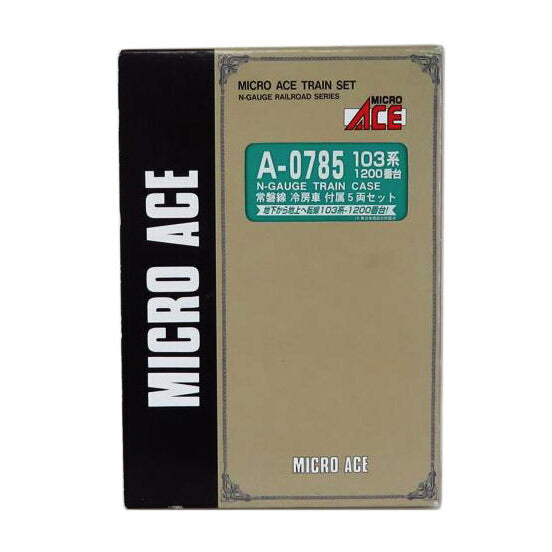 MICRO ACE
MICRO ACE TRAIN SET
N-GAUGE RAILROAD SERIES
MICRO
ACE
A-0785 103系
1200番台
N-GAUGE TRAIN CASE
常磐線 冷房車 付属5両セット
地下から地上へ転線103系-1200番台!
MICRO ACE